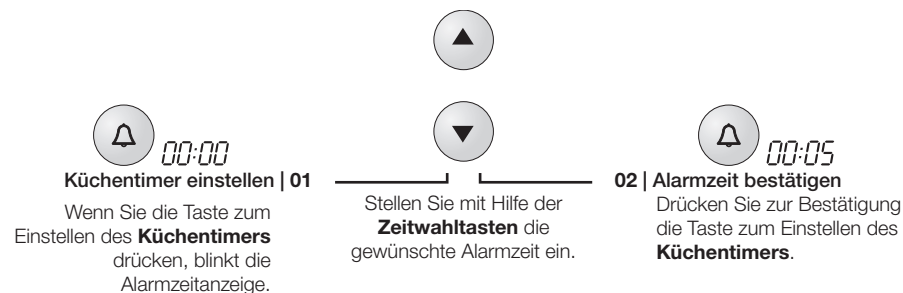 00:00
Küchentimer einstellen | 01
Wenn Sie die Taste zum
Einstellen des Küchentimers
drücken, blinkt die
Alarmzeitanzeige.
Stellen Sie mit Hilfe der
Zeitwahltasten die
gewünschte Alarmzeit ein.
00:05
02 | Alarmzeit bestätigen
Drücken Sie zur Bestätigung
die Taste zum Einstellen des
Küchentimers.